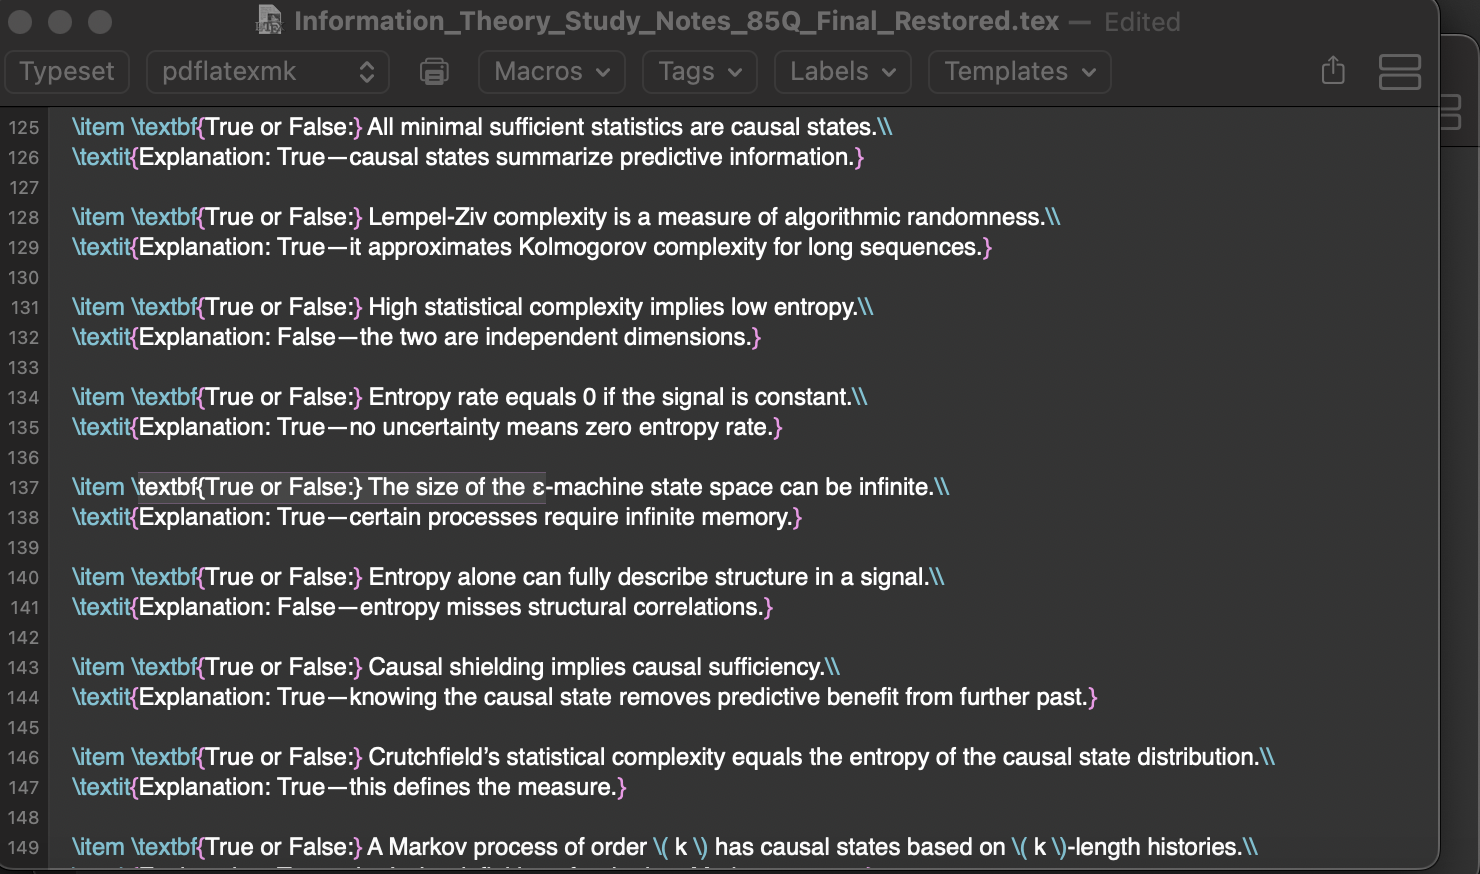 Information_Theory_Study_Notes_85Q_Final_Restored.tex — Edited
Typeset pdflatexmk Macros Tags Labels Templates
125 \item \textbf{True or False:} All minimal sufficient statistics are causal states.\\
126 \textit{Explanation: True—causal states summarize predictive information.}
127
128 \item \textbf{True or False:} Lempel-Ziv complexity is a measure of algorithmic randomness.\\
129 \textit{Explanation: True—it approximates Kolmogorov complexity for long sequences.}
130
131 \item \textbf{True or False:} High statistical complexity implies low entropy.\\
132 \textit{Explanation: False—the two are independent dimensions.}
133
134 \item \textbf{True or False:} Entropy rate equals 0 if the signal is constant.\\
135 \textit{Explanation: True—no uncertainty means zero entropy rate.}
136
137 \item \textbf{True or False:} The size of the ε-machine state space can be infinite.\\
138 \textit{Explanation: True—certain processes require infinite memory.}
139
140 \item \textbf{True or False:} Entropy alone can fully describe structure in a signal.\\
141 \textit{Explanation: False—entropy misses structural correlations.}
142
143 \item \textbf{True or False:} Causal shielding implies causal sufficiency.\\
144 \textit{Explanation: True—knowing the causal state removes predictive benefit from further past.}
145
146 \item \textbf{True or False:} Crutchfield’s statistical complexity equals the entropy of the causal state distribution.\\
147 \textit{Explanation: True—this defines the measure.}
148
149 \item \textbf{True or False:} A Markov process of order \( k \) has causal states based on \( k \)-length histories.\\